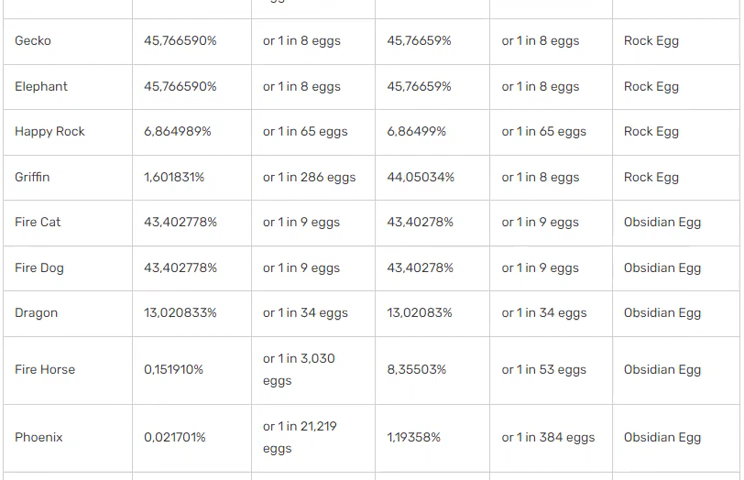 Gecko 45,766590% or 1 in 8 eggs 45,76659% or 1 in 8 eggs Rock Egg
Elephant 45,766590% or 1 in 8 eggs 45,76659% or 1 in 8 eggs Rock Egg
Happy Rock 6,864989% or 1 in 65 eggs 6,86499% or 1 in 65 eggs Rock Egg
Griffin 1,601831% or 1 in 286 eggs 44,05034% or 1 in 8 eggs Rock Egg
Fire Cat 43,402778% or 1 in 9 eggs 43,40278% or 1 in 9 eggs Obsidian Egg
Fire Dog 43,402778% or 1 in 9 eggs 43,40278% or 1 in 9 eggs Obsidian Egg
Dragon 13,020833% or 1 in 34 eggs 13,02083% or 1 in 34 eggs Obsidian Egg
Fire Horse 0,151910% or 1 in 3,030
eggs 8,35503% or 1 in 53 eggs Obsidian Egg
Phoenix 0,021701% or 1 in 21,219
eggs 1,19358% or 1 in 384 eggs Obsidian Egg